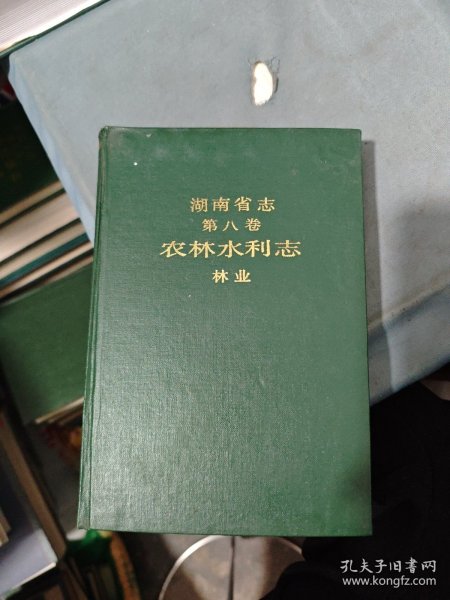 湖南省志
第八卷
农林水利志
林业
孔夫子旧书网
www.kongfz.com